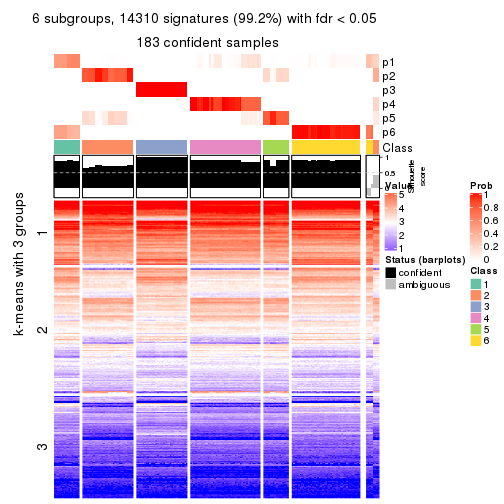 6 subgroups, 14310 signatures (99.2%) with fdr < 0.05
183 confident samples
p1
p2
p3
p4
p5
p6
Class
1
0.5
0
Silhouette
score
k-means with 3 groups
1
2
3
Value
5
4
3
2
1
Status (barplots)
confident
ambiguous
Prob
1
0.8
0.6
0.4
0.2
0
Class
1
2
3
4
5
6